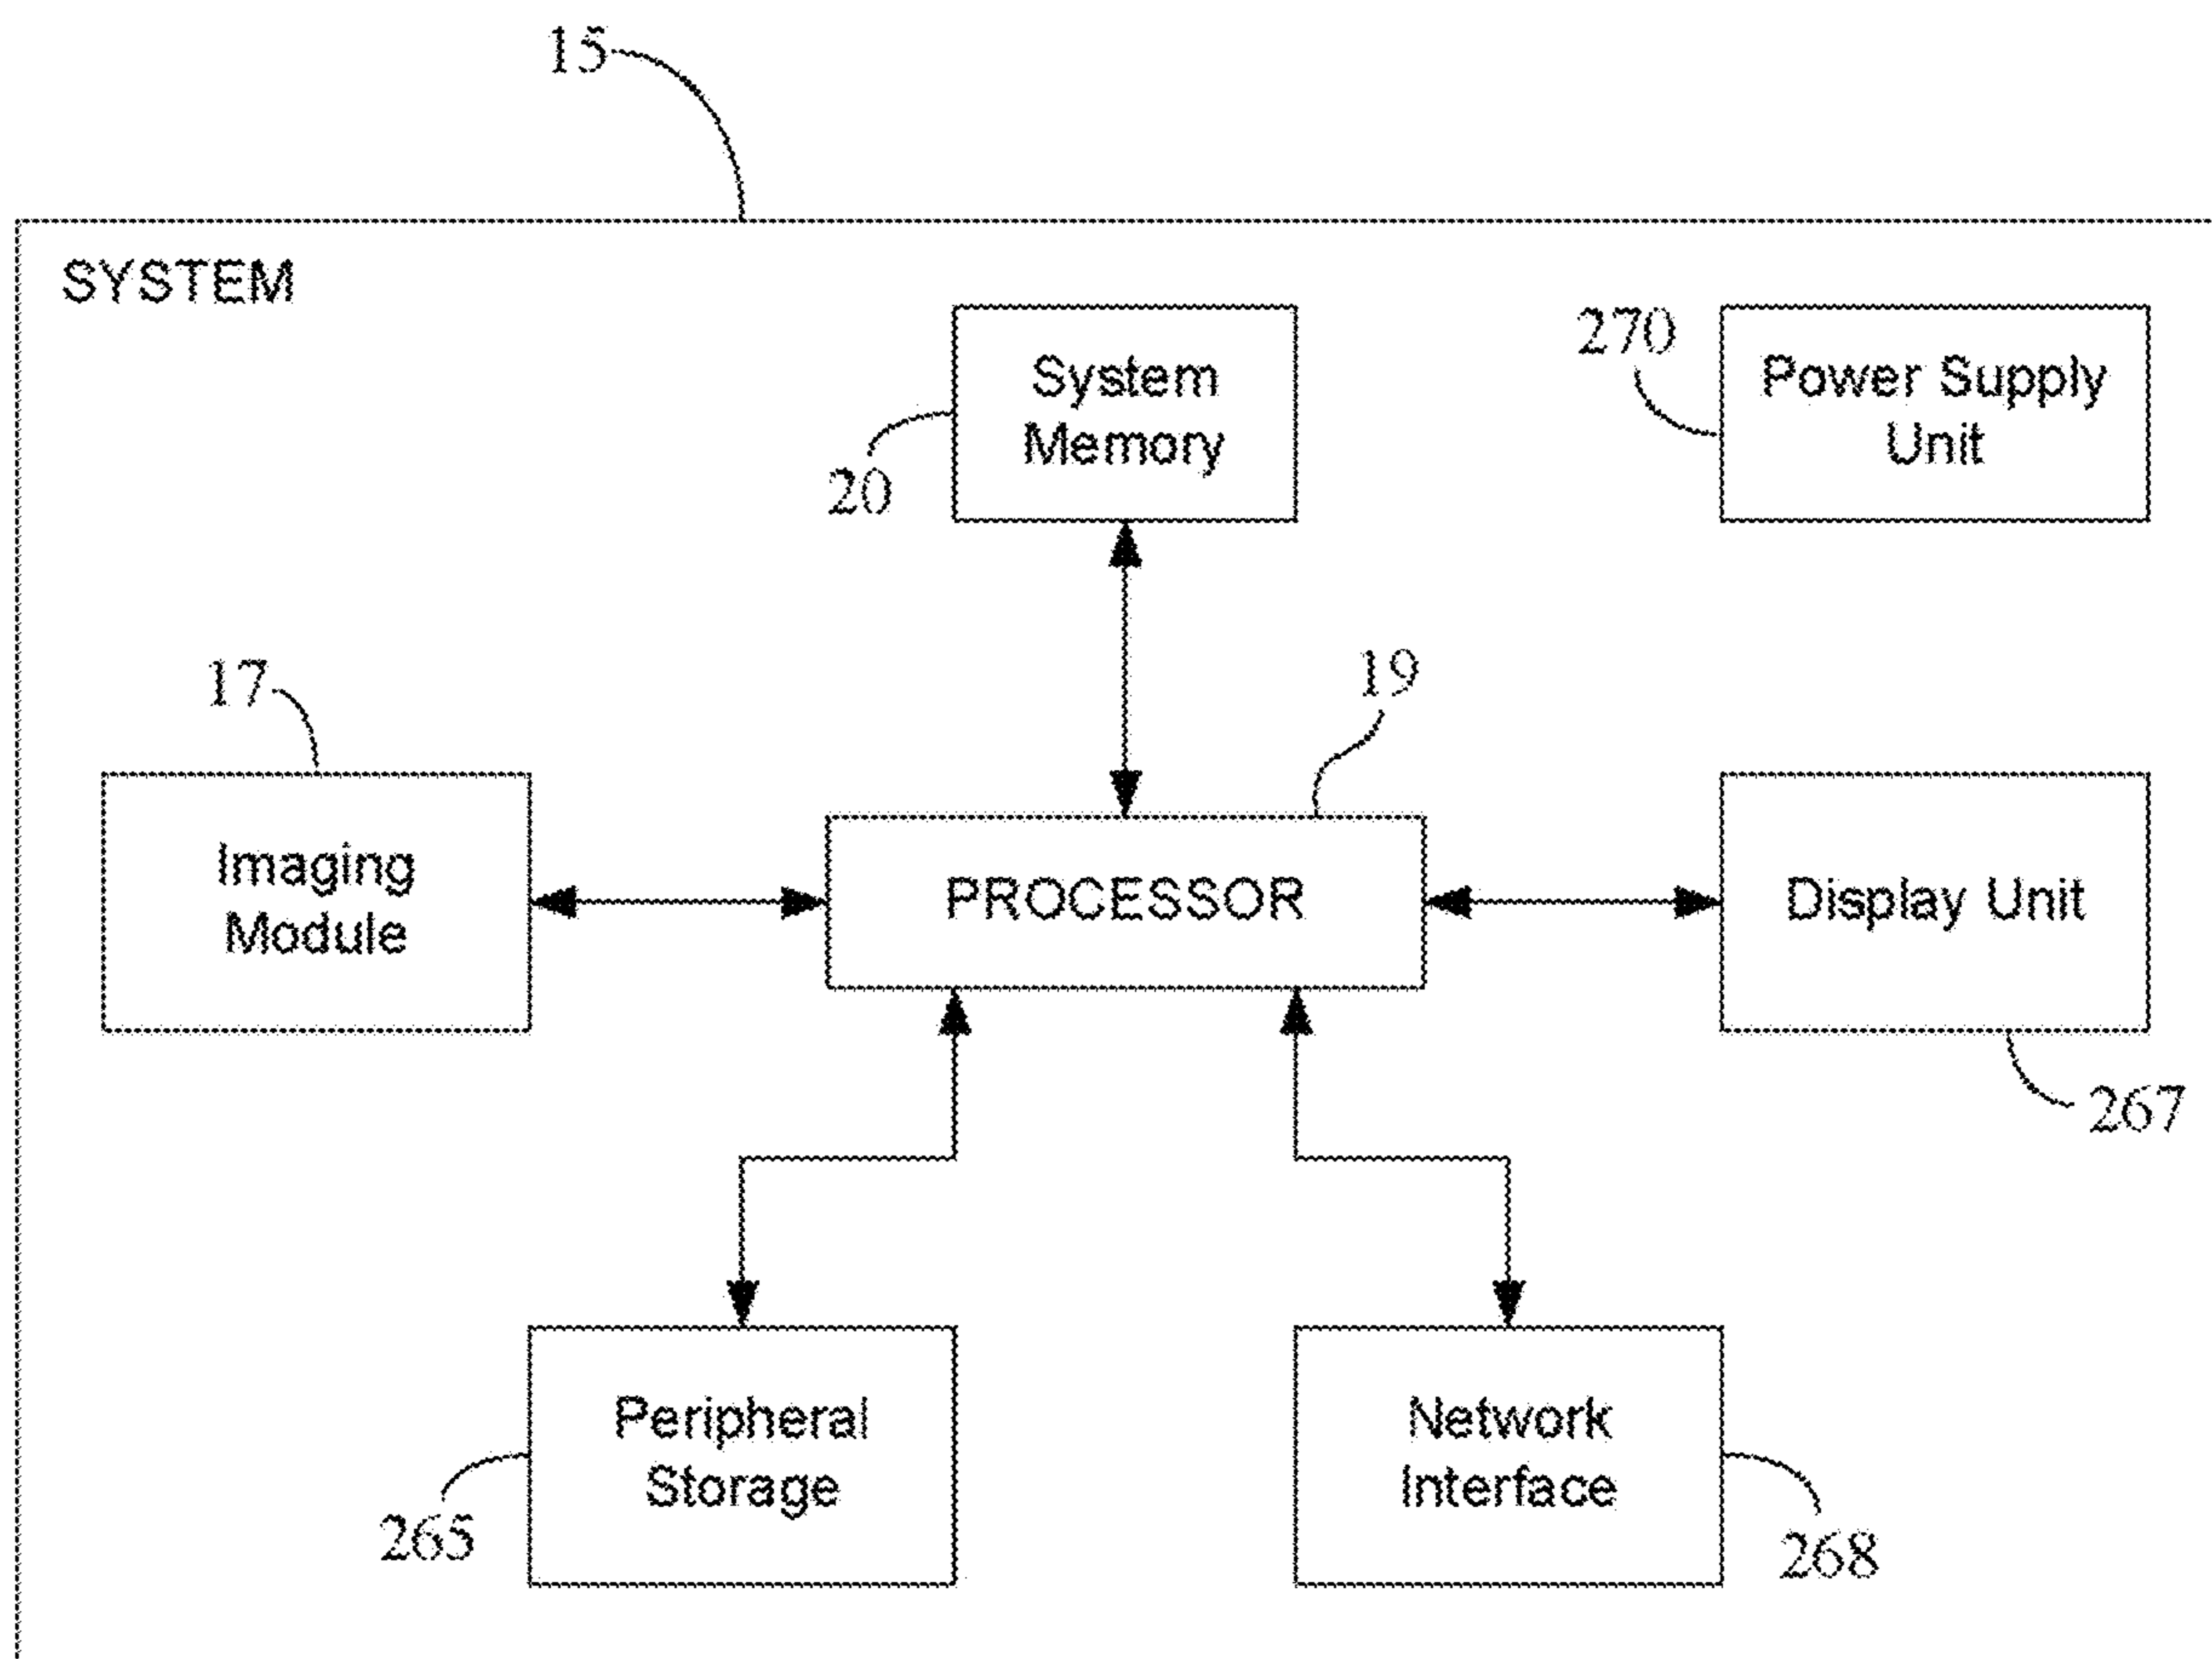 15
SYSTEM
System
Memory
20
270
Power Supply
Unit
17
19
Imaging
Module
PROCESSOR
Display Unit
267
Peripheral
Storage
265
Network
Interface
268